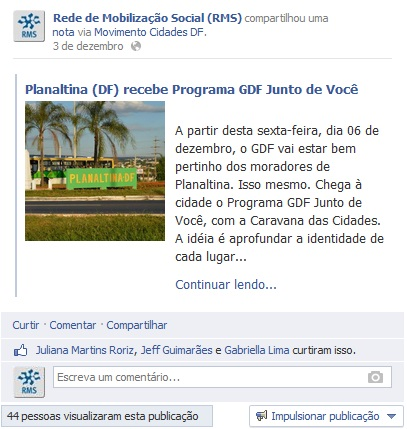 RMS
Rede de Mobilização Social (RMS) compartilhou uma
nota via Movimento Cidades DF.
3 de dezembro
Planaltina (DF) recebe Programa GDF Junto de Você
PLANALTINA-DF
A partir desta sexta-feira, dia 06 de
dezembro, o GDF vai estar bem
pertinho dos moradores de
Planaltina. Isso mesmo. Chega à
cidade o Programa GDF Junto de
Você, com a Caravana das Cidades.
A idéia é aprofundar a identidade de
cada lugar...
Continuar lendo...
Curtir · Comentar · Compartilhar
Juliana Martins Roriz, Jeff Guimarães e Gabriella Lima curtiram isso.
RMS
Escreva um comentário...
44 pessoas visualizaram esta publicação
Impulsionar publicação